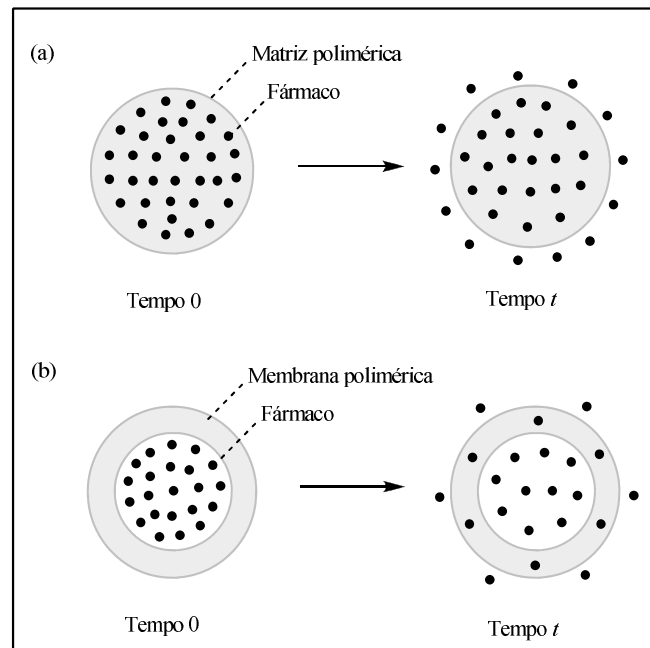 (a)
Matriz polimérica
Fármaco
Tempo 0
Tempo t
(b)
Membrana polimérica
Fármaco
Tempo 0
Tempo t